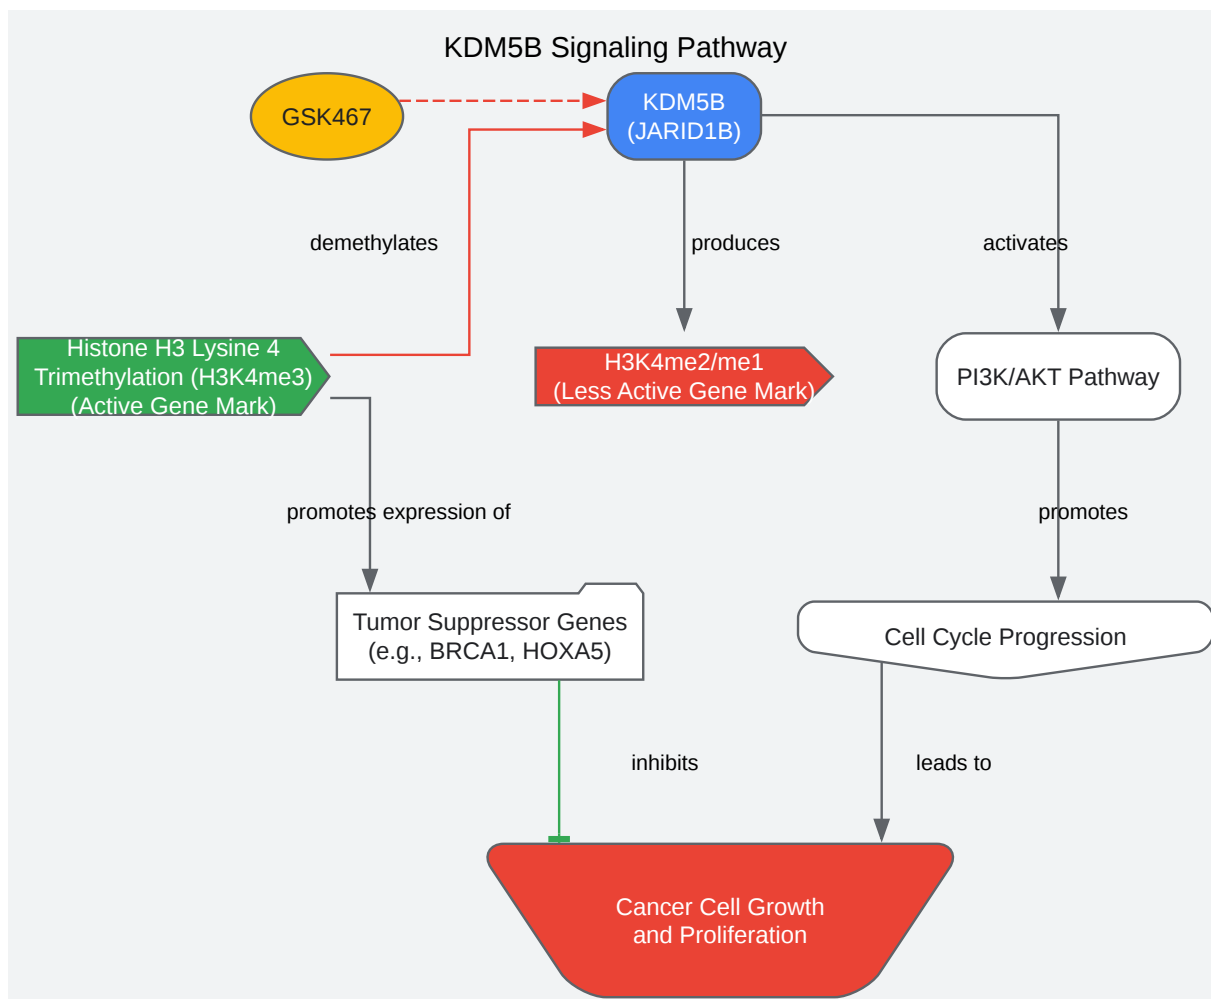 KDM5B Signaling Pathway
GSK467
KDM5B
(JARID1B)
demethylates
produces
activates
Histone H3 Lysine 4
Trimethylation (H3K4me3)
(Active Gene Mark)
H3K4me2/me1
(Less Active Gene Mark)
PI3K/AKT Pathway
promotes expression of
promotes
Tumor Suppressor Genes
(e.g., BRCA1, HOXA5)
Cell Cycle Progression
inhibits
leads to
Cancer Cell Growth
and Proliferation